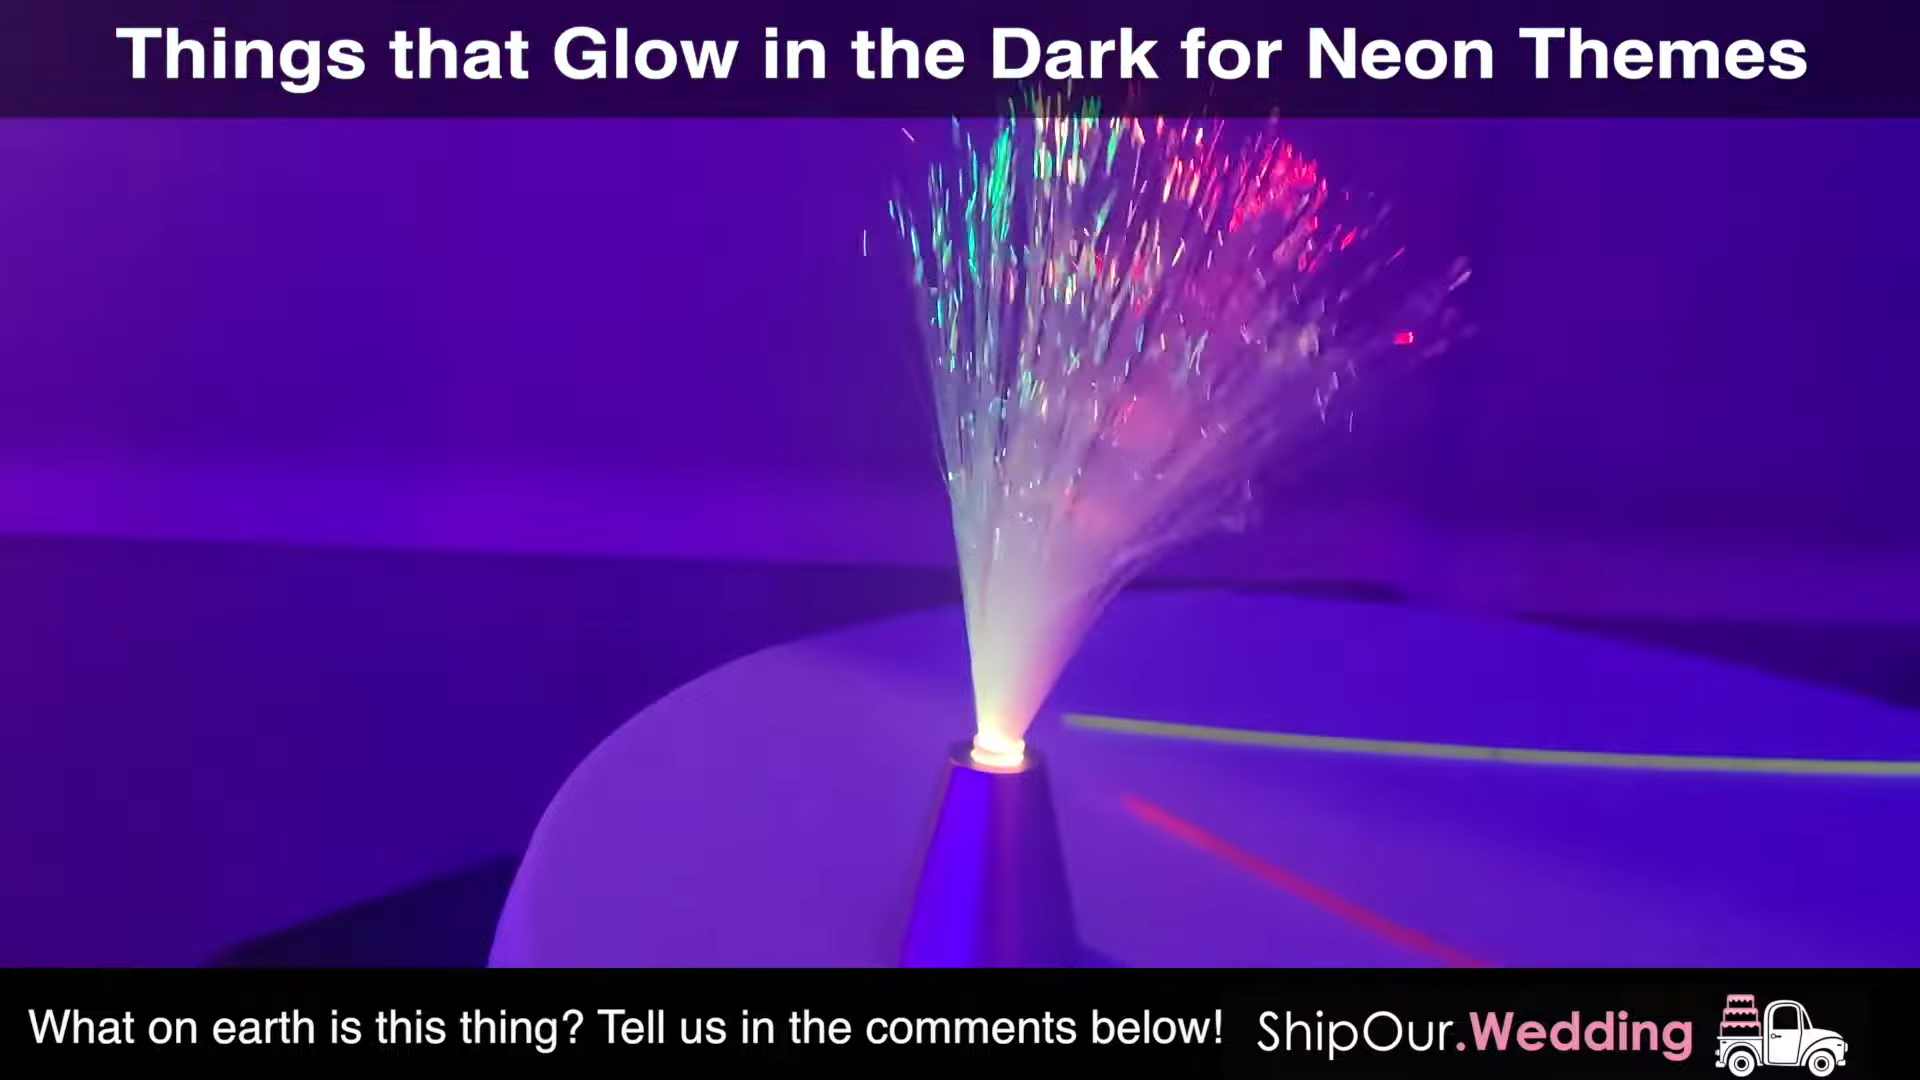 Things that Glow in the Dark for Neon Themes
What on earth is this thing? Tell us in the comments below!
ShipOur.Wedding